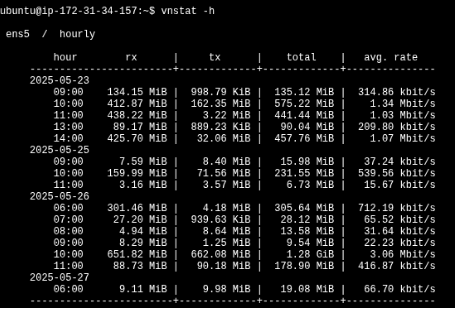 ubuntu@ip-172-31-34-157:~$ vnstat -h
ens5  /  hourly
        hour        rx      |     tx      |    total    |   avg. rate
    ------------------------+-------------+-------------+---------------
    2025-05-23
        09:00    134.15 MiB |  998.79 KiB |  135.12 MiB |  314.86 kbit/s
        10:00    412.87 MiB |  162.35 MiB |  575.22 MiB |    1.34 Mbit/s
        11:00    438.22 MiB |    3.22 MiB |  441.44 MiB |    1.03 Mbit/s
        13:00     89.17 MiB |  889.23 KiB |   90.04 MiB |  209.80 kbit/s
        14:00    425.70 MiB |   32.06 MiB |  457.76 MiB |    1.07 Mbit/s
    2025-05-25
        09:00      7.59 MiB |    8.40 MiB |   15.98 MiB |   37.24 kbit/s
        10:00    159.99 MiB |   71.56 MiB |  231.55 MiB |  539.56 kbit/s
        11:00      3.16 MiB |    3.57 MiB |    6.73 MiB |   15.67 kbit/s
    2025-05-26
        06:00    301.46 MiB |    4.18 MiB |  305.64 MiB |  712.19 kbit/s
        07:00     27.20 MiB |  939.63 KiB |   28.12 MiB |   65.52 kbit/s
        08:00      4.94 MiB |    8.64 MiB |   13.58 MiB |   31.64 kbit/s
        09:00      8.29 MiB |    1.25 MiB |    9.54 MiB |   22.23 kbit/s
        10:00    651.82 MiB |  662.08 MiB |    1.28 GiB |    3.06 Mbit/s
        11:00     88.73 MiB |   90.18 MiB |  178.90 MiB |  416.87 kbit/s
    2025-05-27
        06:00      9.11 MiB |    9.98 MiB |   19.08 MiB |   66.70 kbit/s
    ------------------------+-------------+-------------+---------------